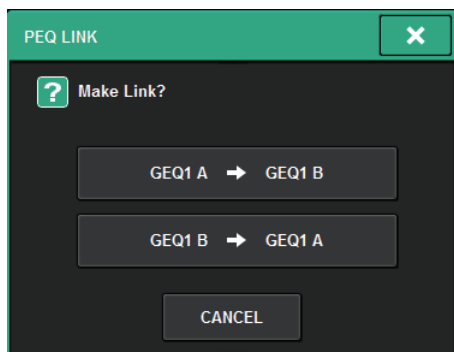 PEQ LINK
? Make Link?
GEQ1 A → GEQ1 B
GEQ1 B → GEQ1 A
CANCEL